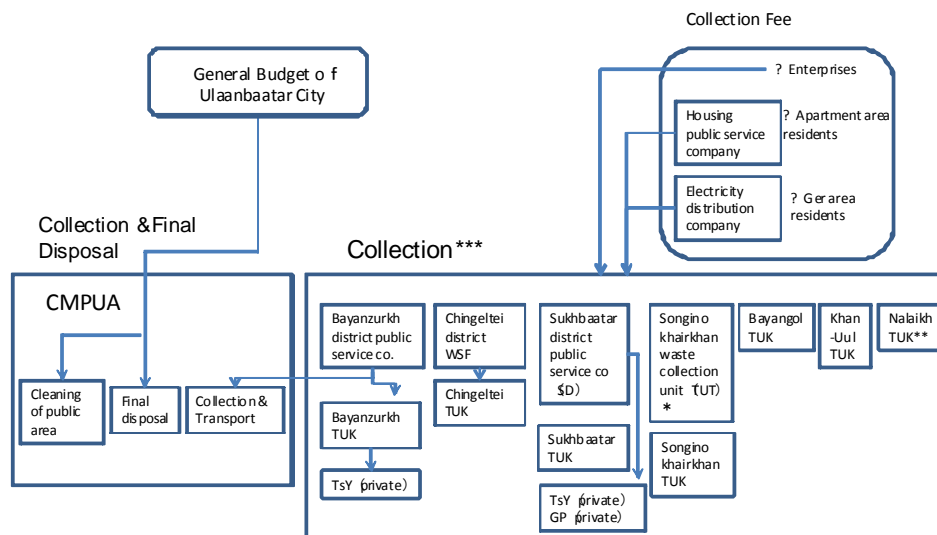 Collection Fee
General Budget o f
Ulaanbaatar City
? Enterprises
Housing
public service
company
? Apartment area
residents
Electricity
distribution
company
? Ger area
residents
Collection & Final
Disposal
Collection***
CMPUA
Cleaning
of public
area
Final
disposal
Collection &
Transport
Bayanzurkh
district public
service co.
Bayanzurkh
TUK
TsY (private)
Chingeltei
district
WSF
Chingeltei
TUK
Sukhbaatar
district
public
service co
(SD)
Sukhbaatar
TUK
TsY (private)
GP (private)
Songino
khairkhan
waste
collection
unit (TUT)
*
Songino
khairkhan
TUK
Bayangol
TUK
Khan
-Uul
TUK
Nalaikh
TUK**